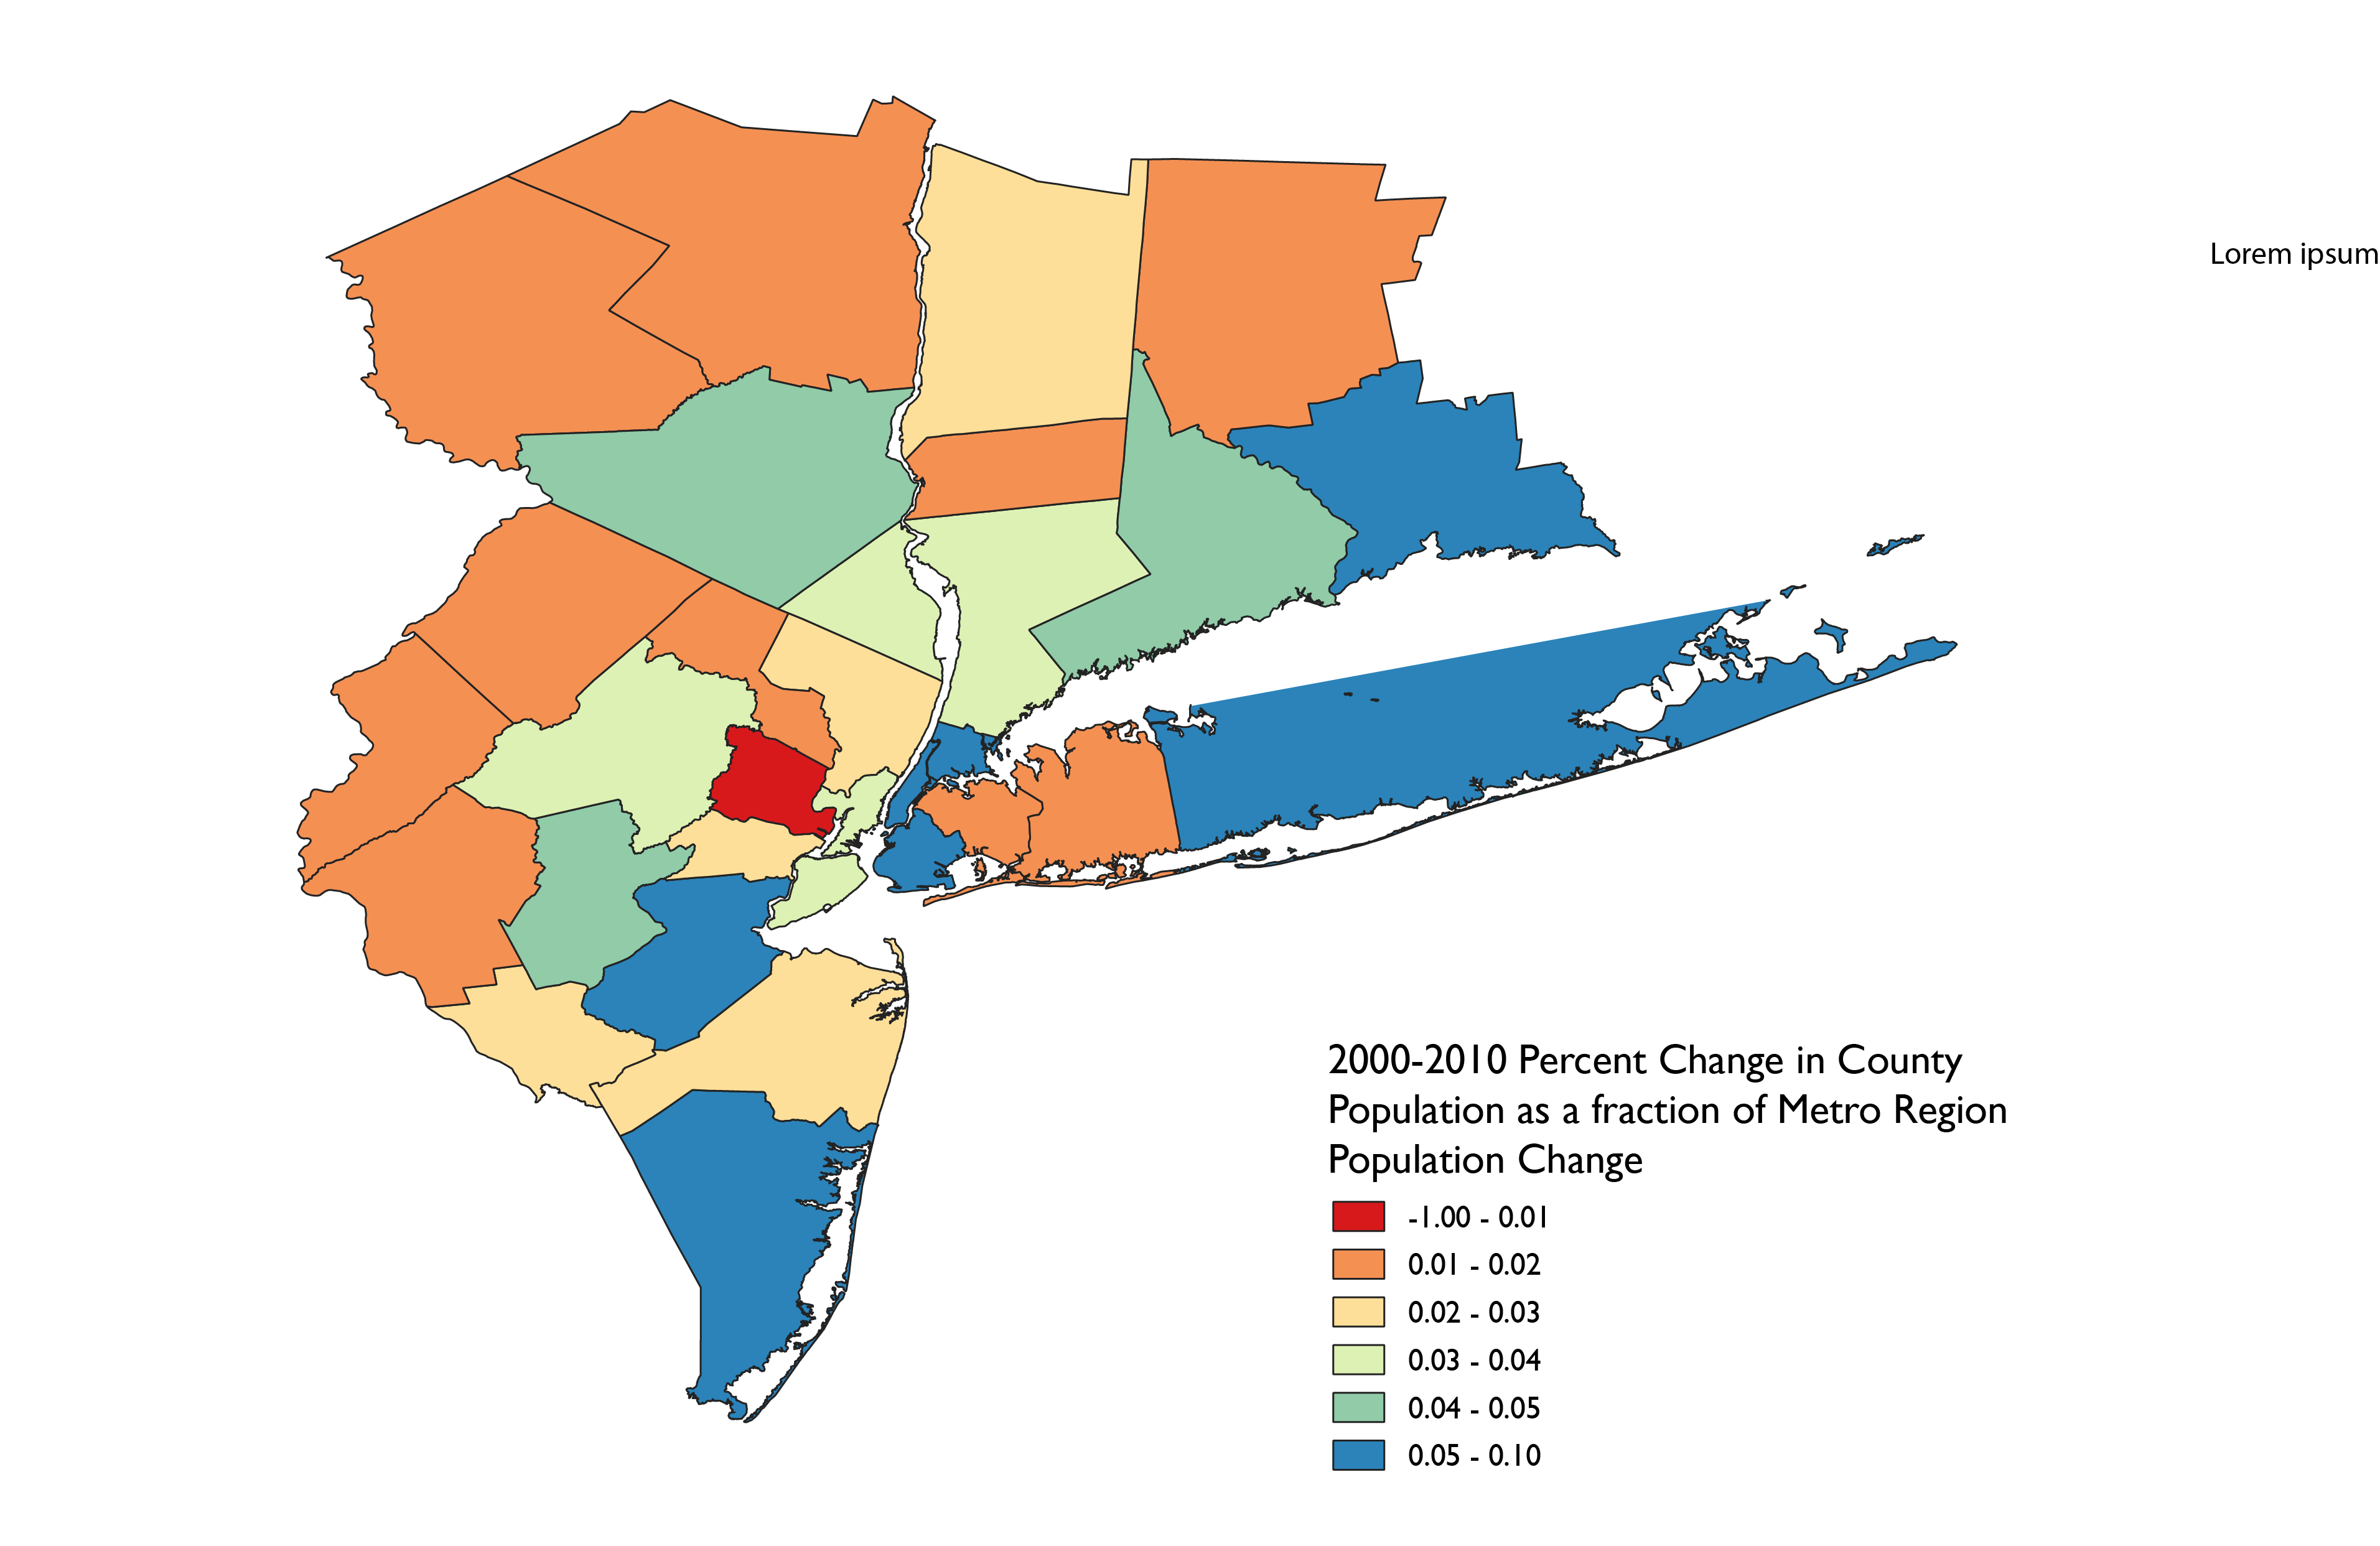 Lorem ipsum
2000-2010 Percent Change in County
Population as a fraction of Metro Region
Population Change
-1.00 - 0.01
0.01 - 0.02
0.02 - 0.03
0.03 - 0.04
0.04 - 0.05
0.05 - 0.10